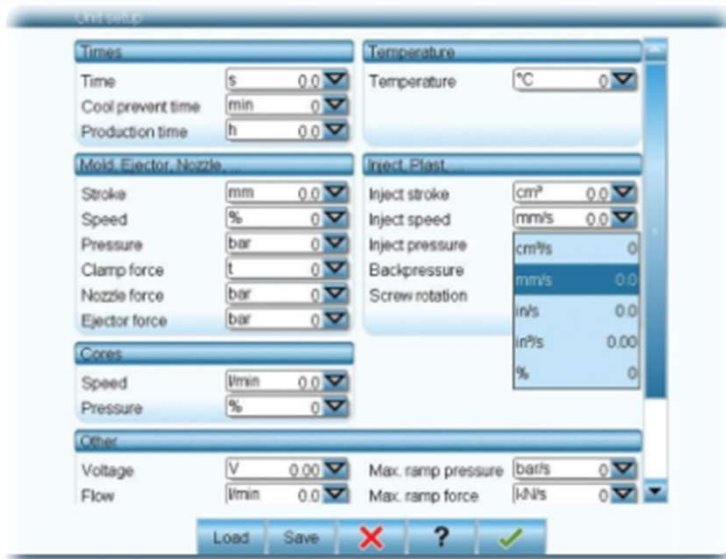 Unit setup
Times
Time s 0.0
Cool prevent time min 0
Production time h 0.0
Temperature
Temperature °C 0
Mold, Ejector, Nozzle, ...
Stroke mm 0.0
Speed % 0
Pressure bar 0
Clamp force t 0
Nozzle force bar 0
Ejector force bar 0
Inject, Plast, ...
Inject stroke cm³ 0.0
Inject speed mm/s 0.0
Inject pressure
Backpressure
Screw rotation
cm³/s 0
mm/s 0.0
in/s 0.0
in³/s 0.00
% 0
Cores
Speed l/min 0.0
Pressure % 0
Other
Voltage V 0.00
Flow l/min 0.0
Max. ramp pressure bar/s 0
Max. ramp force kN/s 0
Load Save ?